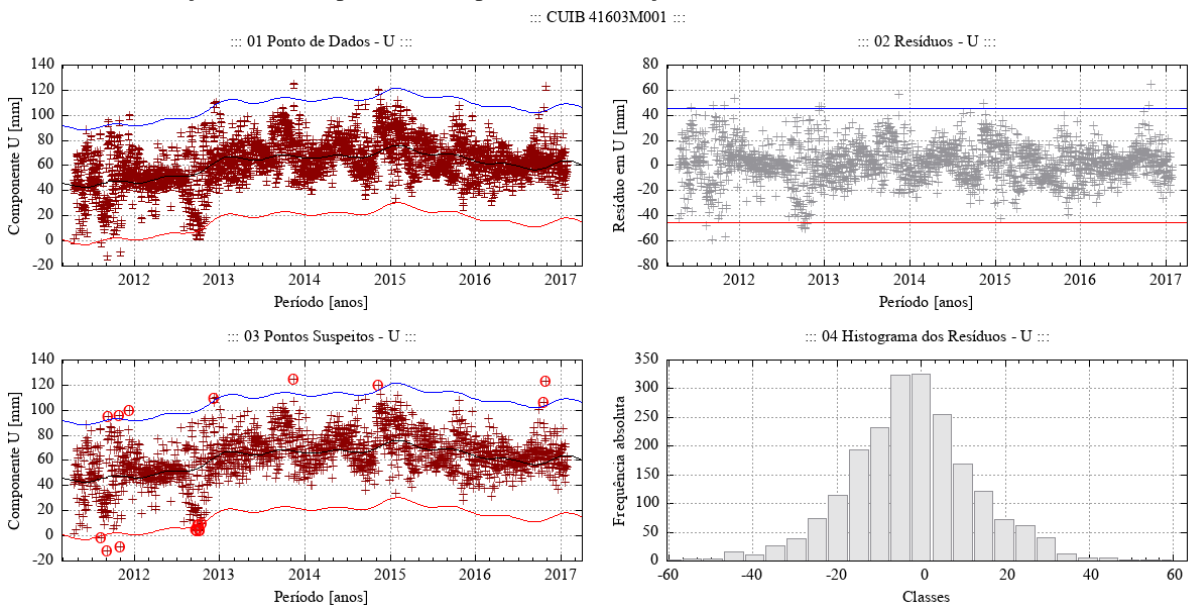 ::: CUIB 41603M001 :::
::: 01 Ponto de Dados - U :::
Componente U [mm]
140
120
100
80
60
40
20
0
-20
2012 2013 2014 2015 2016 2017
Período [anos]
::: 02 Resíduos - U :::
Resíduo em U [mm]
80
60
40
20
0
-20
-40
-60
-80
2012 2013 2014 2015 2016 2017
Período [anos]
::: 03 Pontos Suspeitos - U :::
Componente U [mm]
140
120
100
80
60
40
20
0
-20
2012 2013 2014 2015 2016 2017
Período [anos]
::: 04 Histograma dos Resíduos - U :::
Frequência absoluta
350
300
250
200
150
100
50
0
-60 -40 -20 0 20 40 60
Classes